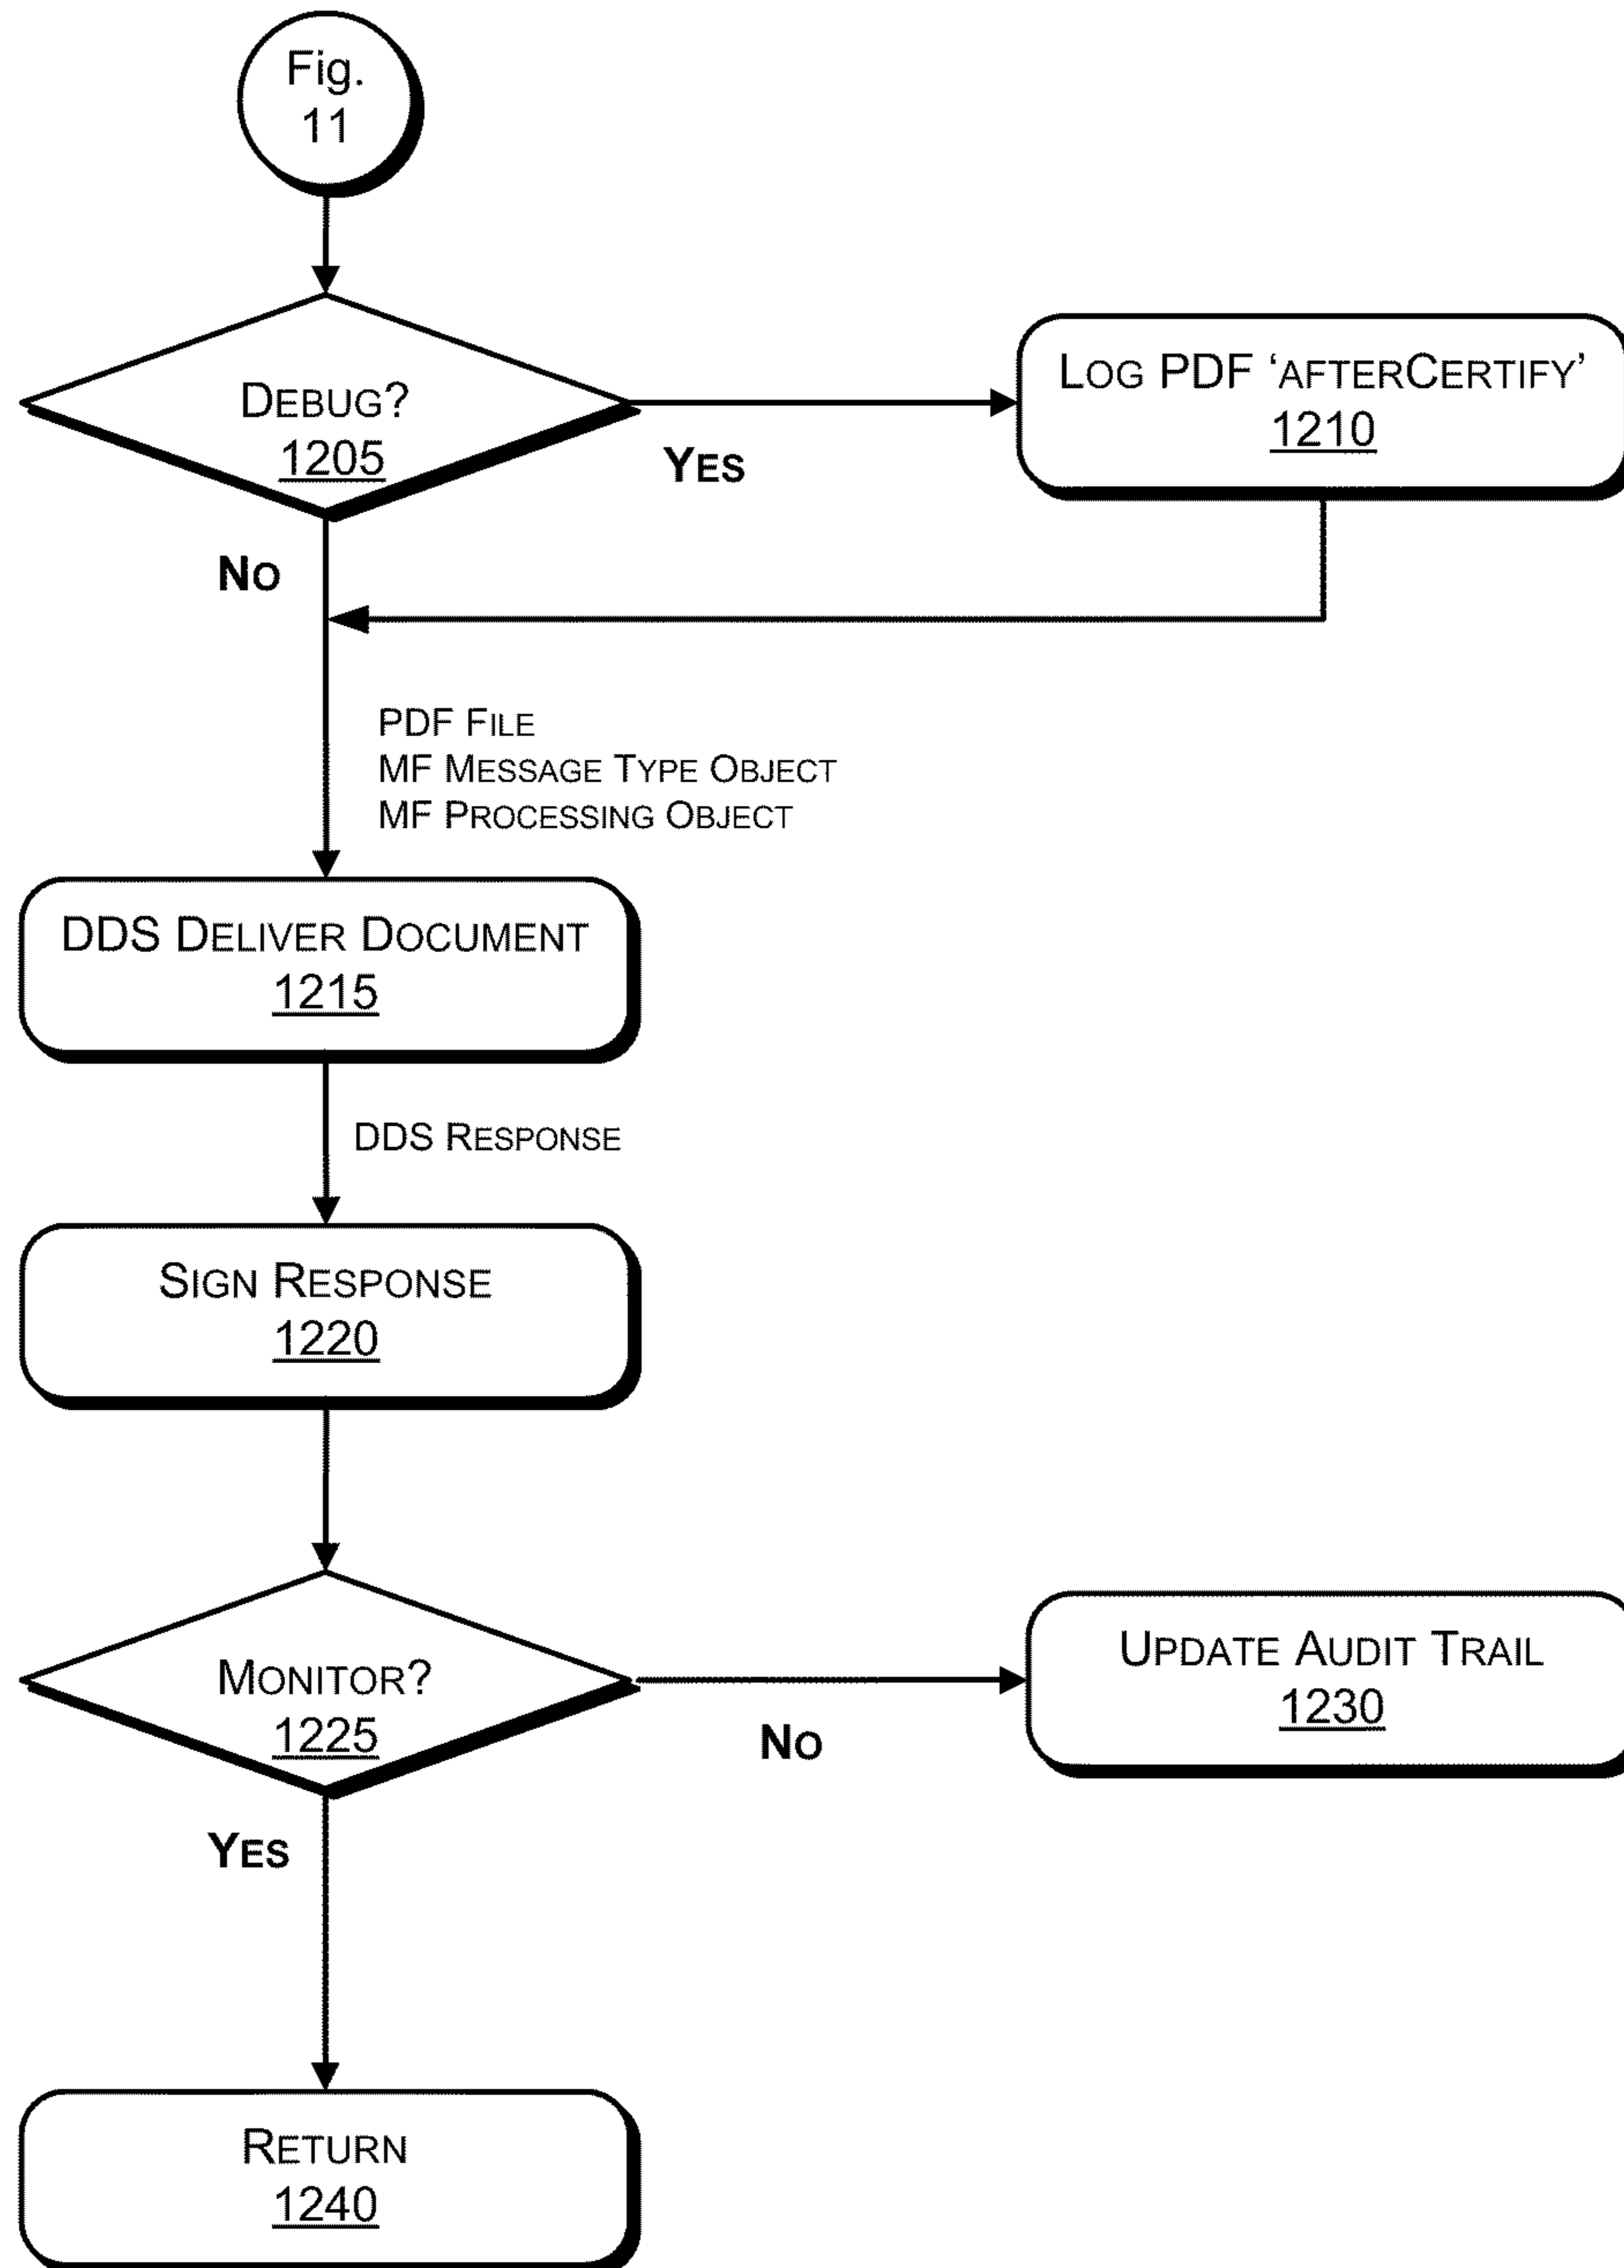 Fig.
11
DEBUG?
1205
YES
NO
LOG PDF ‘AFTERCERTIFY’
1210
PDF FILE
MF MESSAGE TYPE OBJECT
MF PROCESSING OBJECT
DDS DELIVER DOCUMENT
1215
DDS RESPONSE
SIGN RESPONSE
1220
MONITOR?
1225
NO
YES
UPDATE AUDIT TRAIL
1230
RETURN
1240